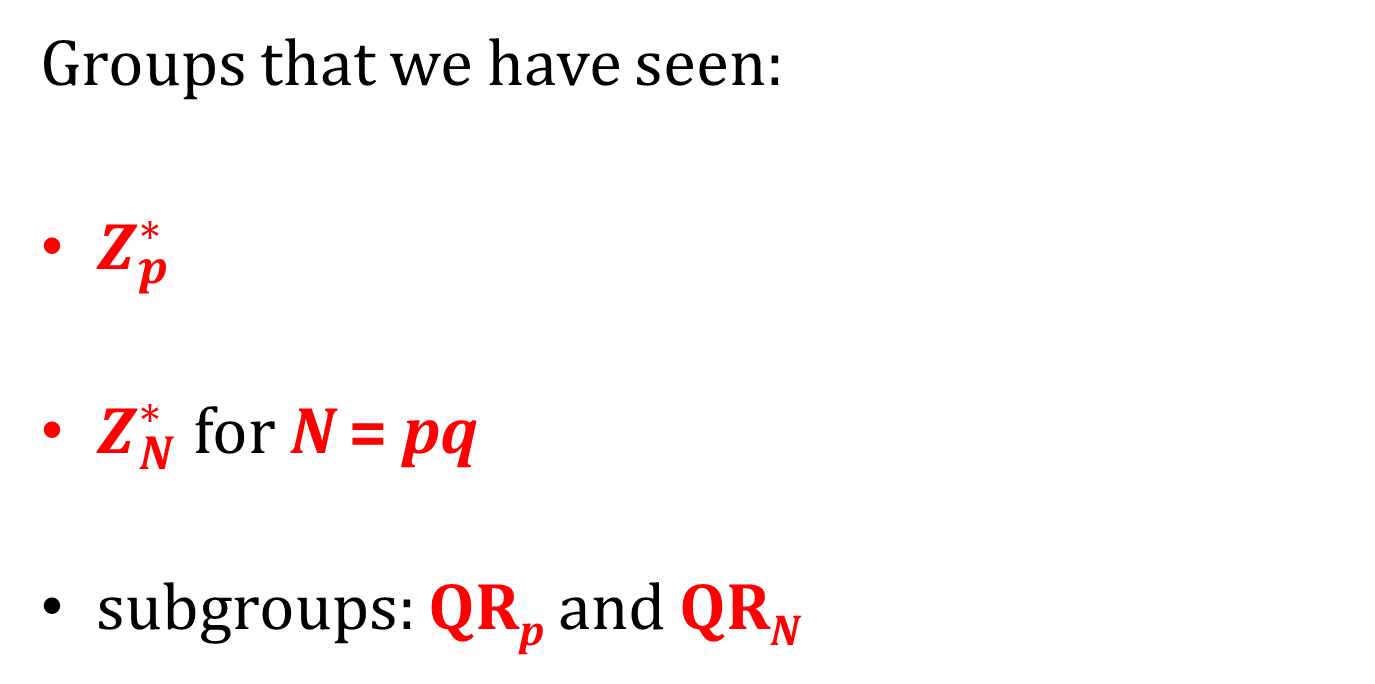 Groups that we have seen:
• Z*p
• Z*N for N = pq
• subgroups: QRp and QRN